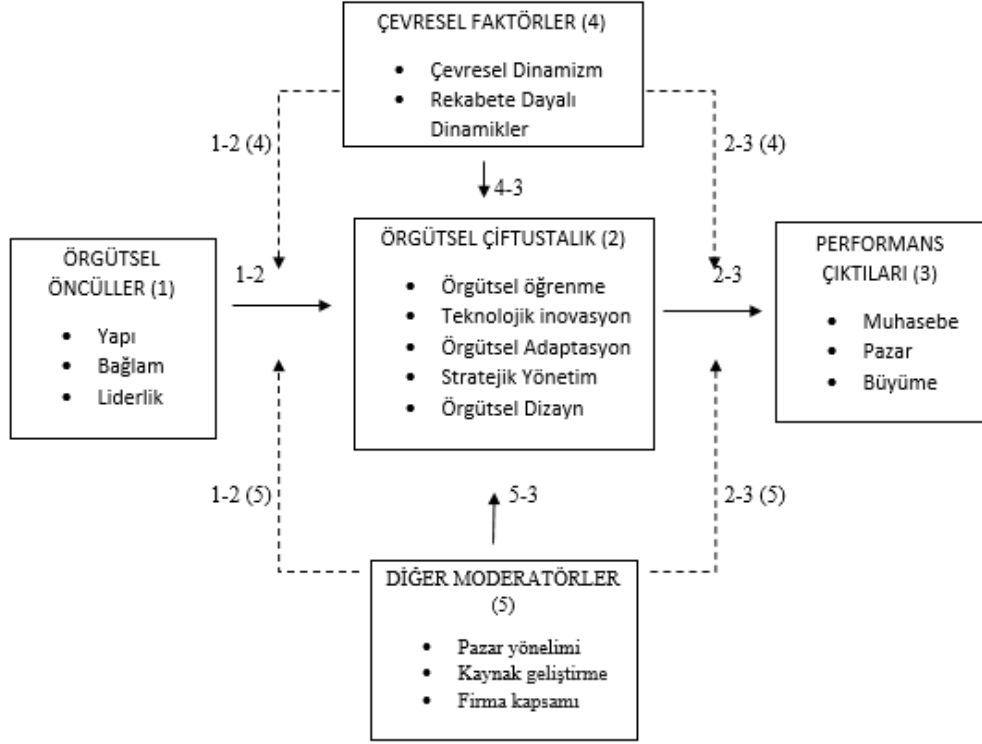 ÇEVRESEL FAKTÖRLER (4)
• Çevresel Dinamizm
• Rekabete Dayalı
Dinamikler
1-2 (4)
2-3 (4)
4-3
ÖRGÜTSEL
ÖNCÜLLER (1)
• Yapı
• Bağlam
• Liderlik
1-2
ÖRGÜTSEL ÇİFTUSTALIK (2)
• Örgütsel öğrenme
• Teknolojik inovasyon
• Örgütsel Adaptasyon
• Stratejik Yönetim
• Örgütsel Dizayn
2-3
PERFORMANS
ÇIKTILARI (3)
• Muhasebe
• Pazar
• Büyüme
1-2 (5)
5-3
2-3 (5)
DİĞER MODERATÖRLER
(5)
• Pazar yönelimi
• Kaynak geliştirme
• Firma kapsamı